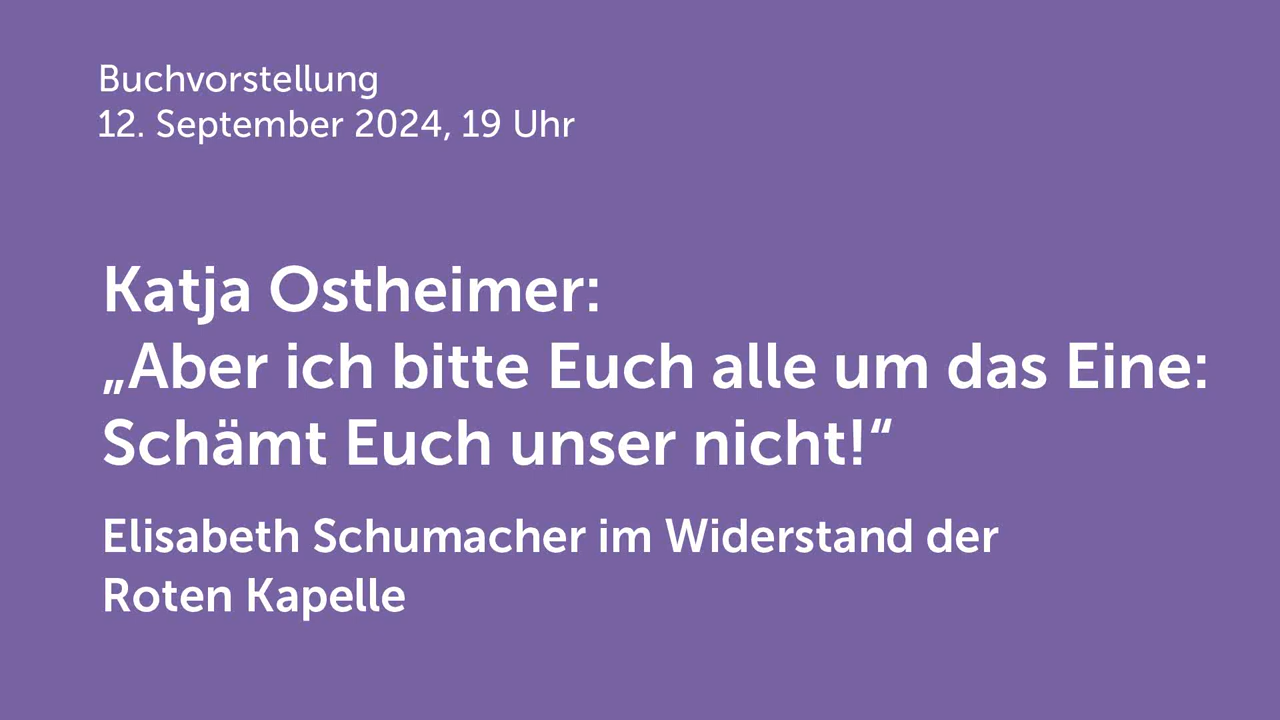 Buchvorstellung
12. September 2024, 19 Uhr
Katja Ostheimer:
„Aber ich bitte Euch alle um das Eine:
Schämt Euch unser nicht!“
Elisabeth Schumacher im Widerstand der
Roten Kapelle